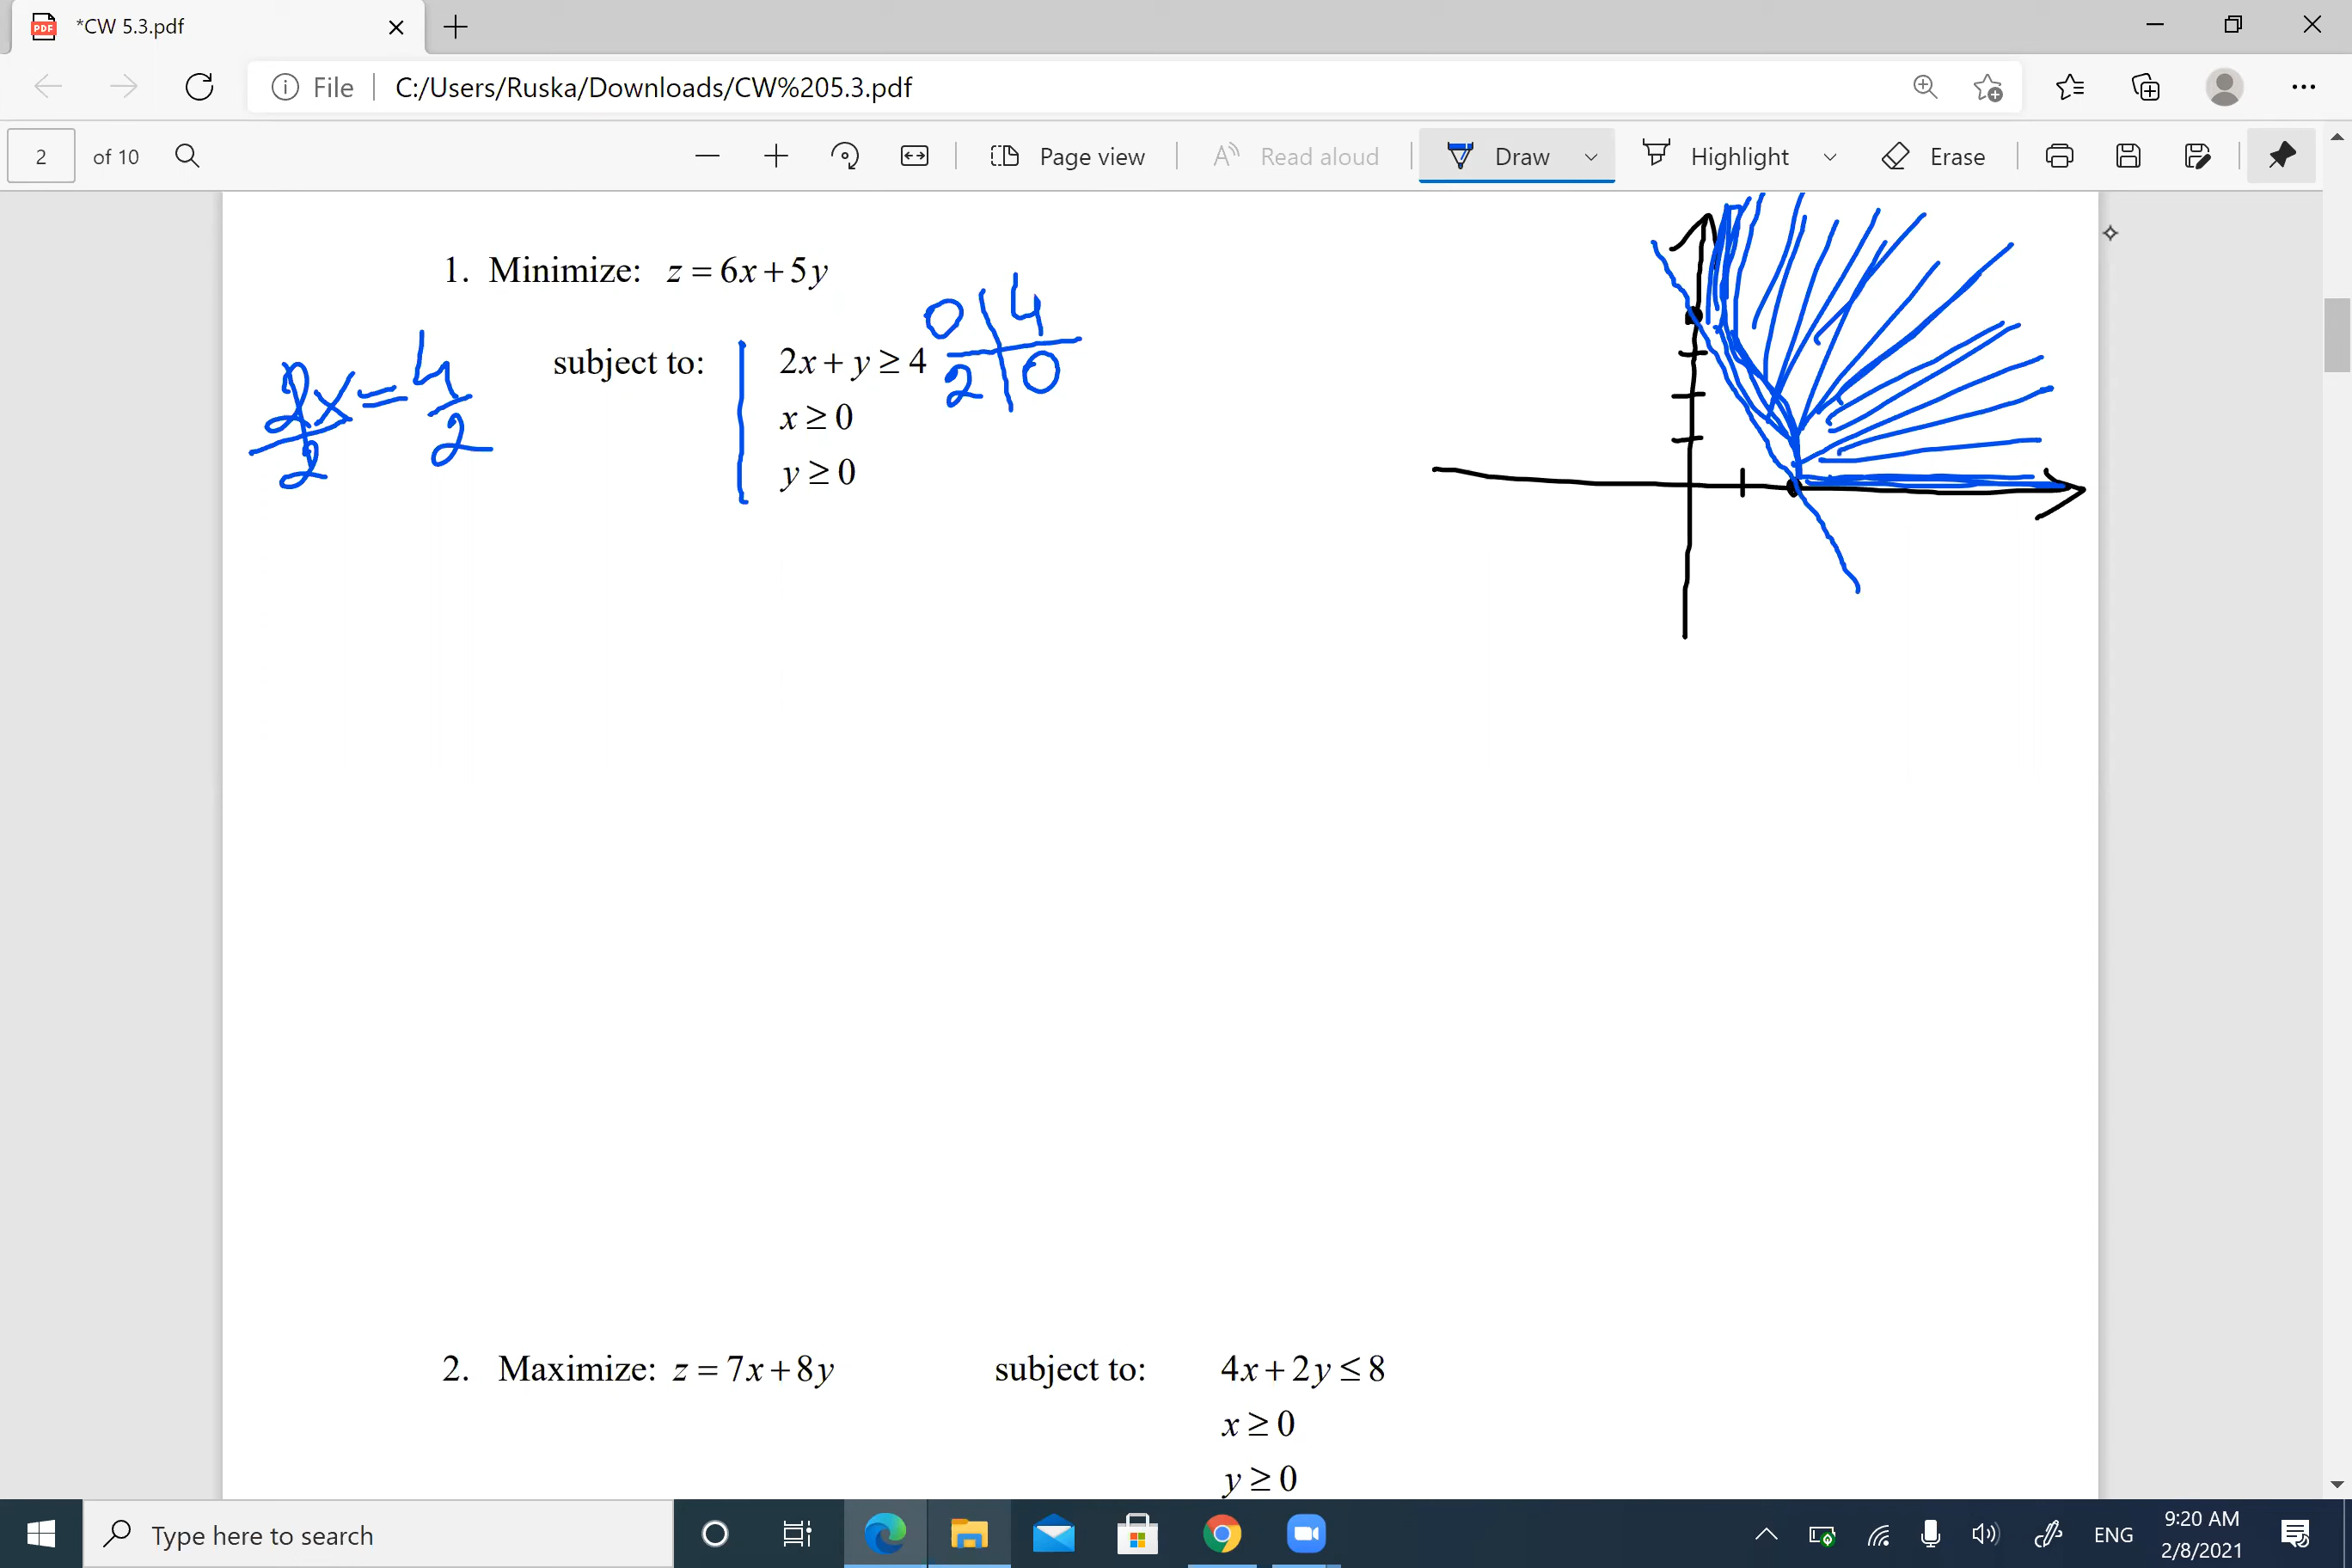 *CW 5.3.pdf
File | C:/Users/Ruska/Downloads/CW%205.3.pdf
2 of 10 Page view Read aloud Draw Highlight Erase
1. Minimize: z = 6x + 5y
0 | 4
2x = 4
2 2
subject to: 2x + y ≥ 4
2 | 0
x ≥ 0
y ≥ 0
2. Maximize: z = 7x + 8y subject to: 4x + 2y ≤ 8
x ≥ 0
y ≥ 0
Type here to search
ENG
9:20 AM
2/8/2021